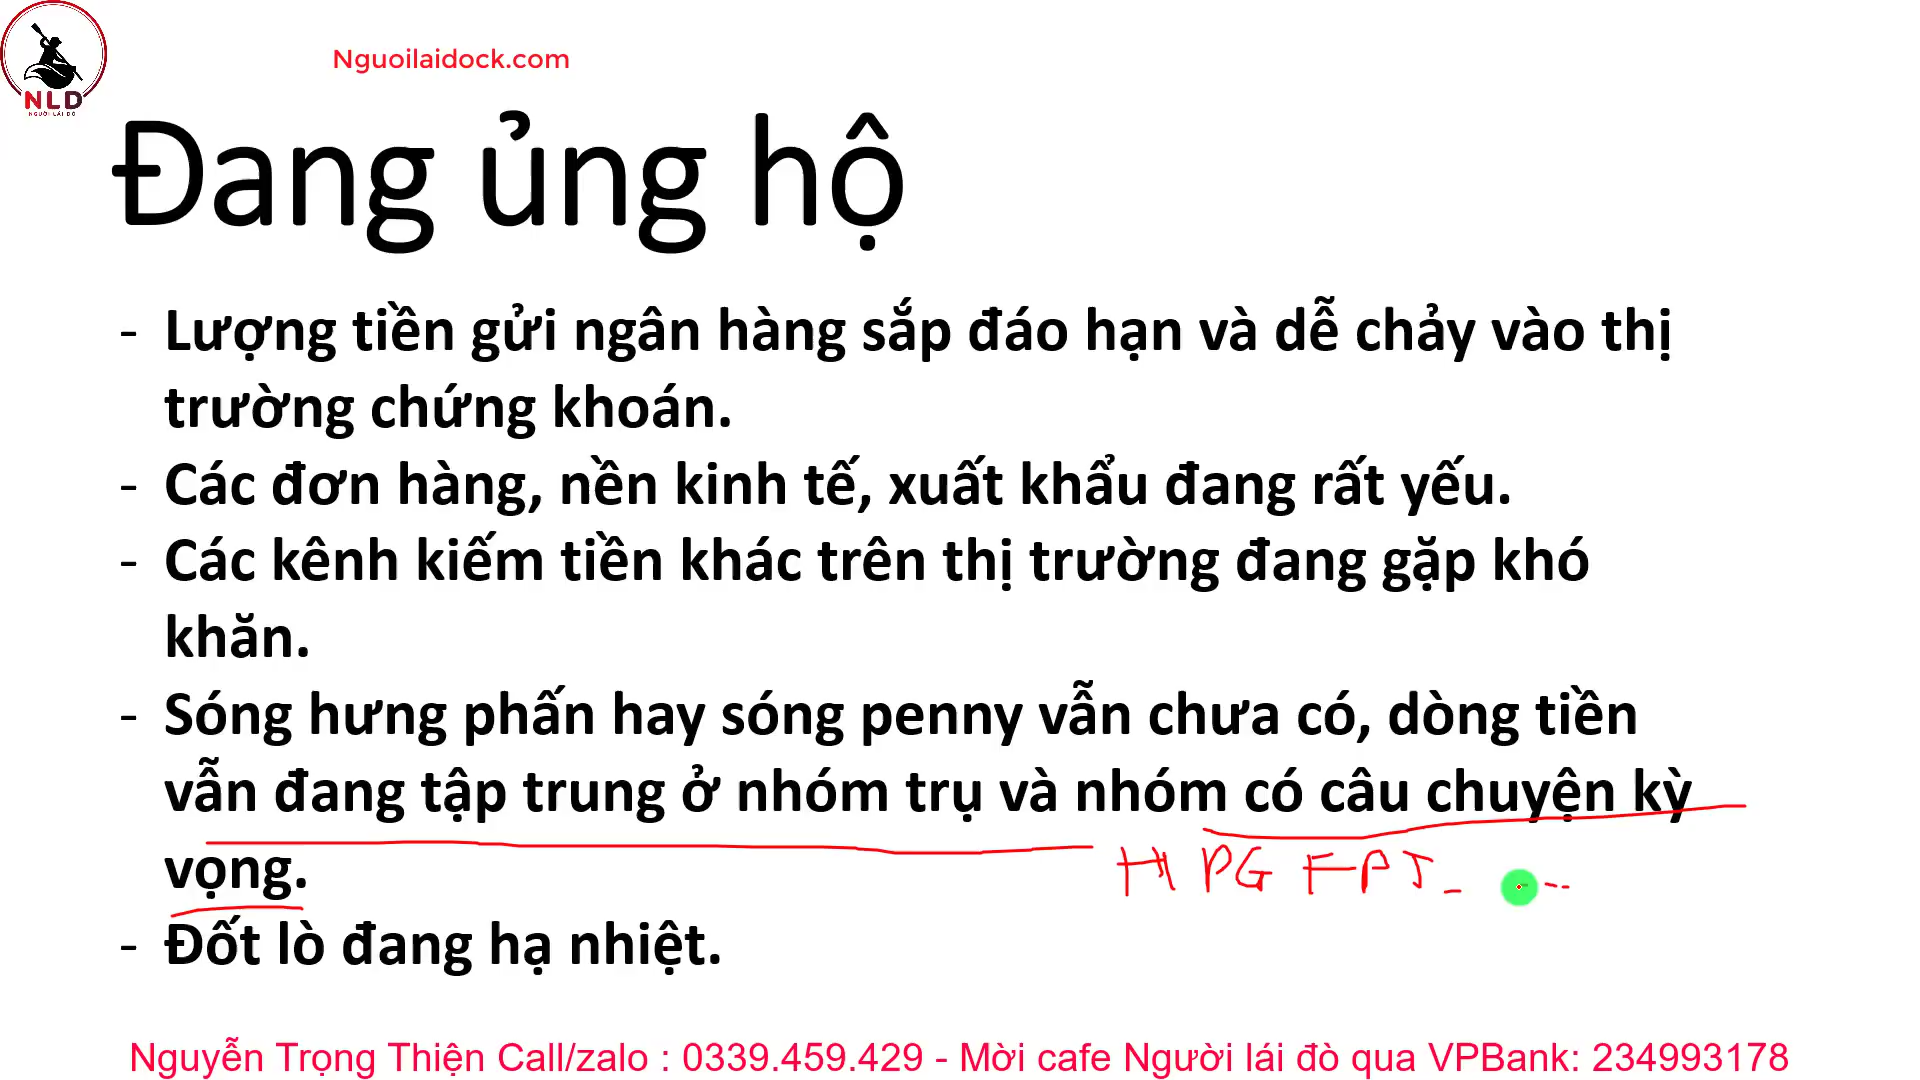 Nguoilaidock.com
NLD
NGƯỜI LÁI ĐÒ
Đang ủng hộ
- Lượng tiền gửi ngân hàng sắp đáo hạn và dễ chảy vào thị
trường chứng khoán.
- Các đơn hàng, nền kinh tế, xuất khẩu đang rất yếu.
- Các kênh kiếm tiền khác trên thị trường đang gặp khó
khăn.
- Sóng hưng phấn hay sóng penny vẫn chưa có, dòng tiền
vẫn đang tập trung ở nhóm trụ và nhóm có câu chuyện kỳ
vọng.
HPG FPT
- Đốt lò đang hạ nhiệt.
Nguyễn Trọng Thiện Call/zalo : 0339.459.429 - Mời cafe Người lái đò qua VPBank: 234993178